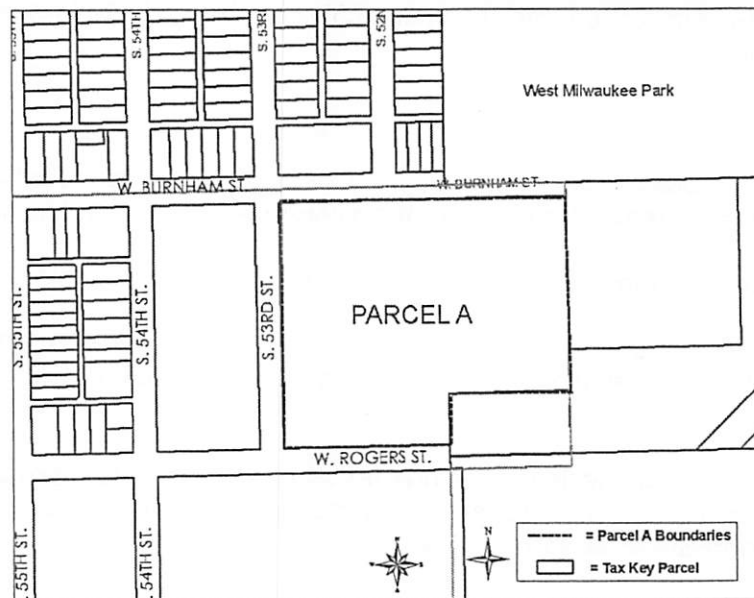 S. 54TH
S. 53RD
S. 52N
West Milwaukee Park
W. BURNHAM ST.
W. BURNHAM ST.
PARCEL A
S. 55TH ST.
S. 54TH ST.
S. 53RD ST.
W. ROGERS ST.
. 55TH ST.
. 54TH ST.
N
= Parcel A Boundaries
= Tax Key Parcel